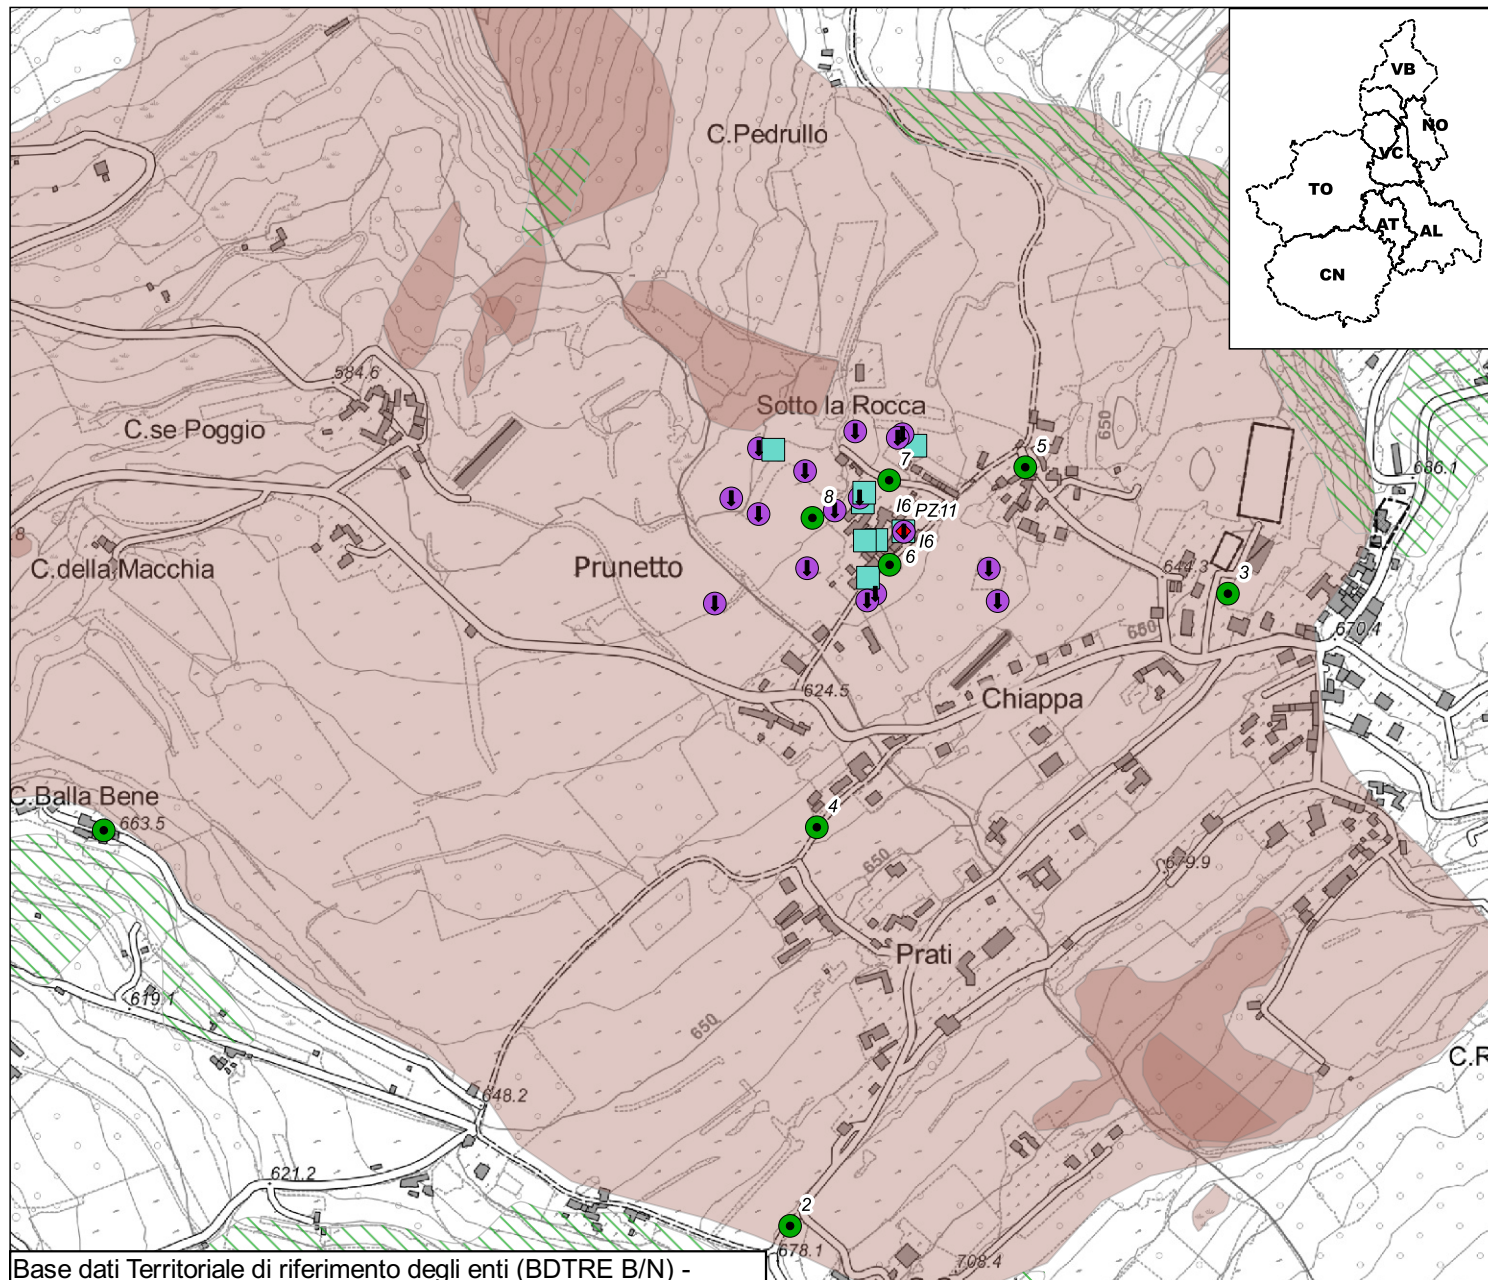 VB
NO
VC
TO
AT
AL
CN
C.Pedrullo
584.6
C.se Poggio
Sotto la Rocca
650
686.1
5
7
8
I6 PZ11
I6
6
8
C.della Macchia
Prunetto
644.3
3
660
670.4
624.5
Chiappa
C.Balla Bene
663.5
4
650
679.9
Prati
619.1
650
C.R
648.2
621.2
2
678.1
708.4
Base dati Territoriale di riferimento degli enti (BDTRE B/N) -